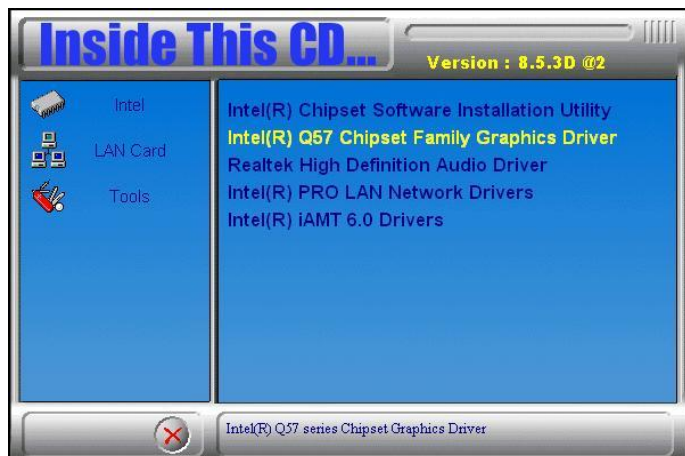 Inside This CD...
Version : 8.5.3D @2
Intel
LAN Card
Tools
Intel(R) Chipset Software Installation Utility
Intel(R) Q57 Chipset Family Graphics Driver
Realtek High Definition Audio Driver
Intel(R) PRO LAN Network Drivers
Intel(R) iAMT 6.0 Drivers
Intel(R) Q57 series Chipset Graphics Driver